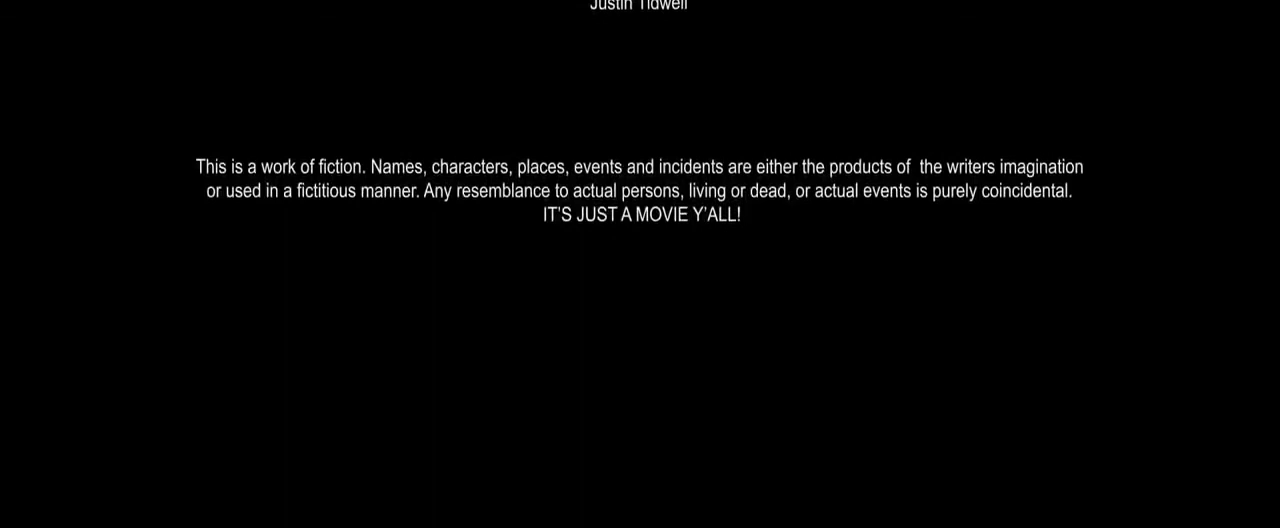 Justin Tidwell
This is a work of fiction. Names, characters, places, events and incidents are either the products of  the writers imagination
or used in a fictitious manner. Any resemblance to actual persons, living or dead, or actual events is purely coincidental.
IT'S JUST A MOVIE Y'ALL!